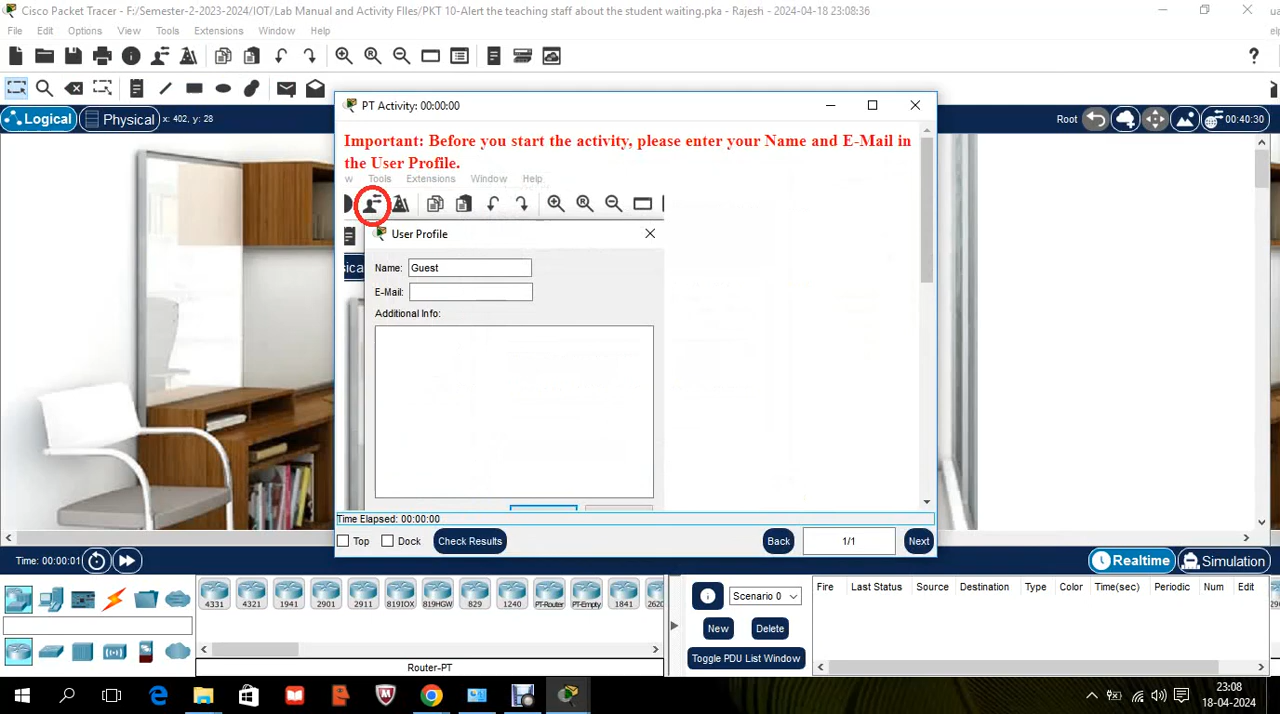 Cisco Packet Tracer - F:/Semester-2-2023-2024/IOT/Lab Manual and Activity FIles/PKT 10-Alert the teaching staff about the student waiting.pka - Rajesh - 2024-04-18 23:08:36
File Edit Options View Tools Extensions Window Help
Logical Physical x: 402, y: 28
Root 00:40:30
PT Activity: 00:00:00
Important: Before you start the activity, please enter your Name and E-Mail in
the User Profile.
w Tools Extensions Window Help
User Profile
Name: Guest
E-Mail:
Additional Info:
Time Elapsed: 00:00:00
Top Dock Check Results Back 1/1 Next
Time: 00:00:01 Realtime Simulation
4331 4321 1941 2901 2911 819IOX 819HGW 829 1240 PT-Router PT-Empty 1841 2620
Router-PT
Scenario 0
New Delete
Toggle PDU List Window
Fire Last Status Source Destination Type Color Time(sec) Periodic Num Edit
23:08
18-04-2024